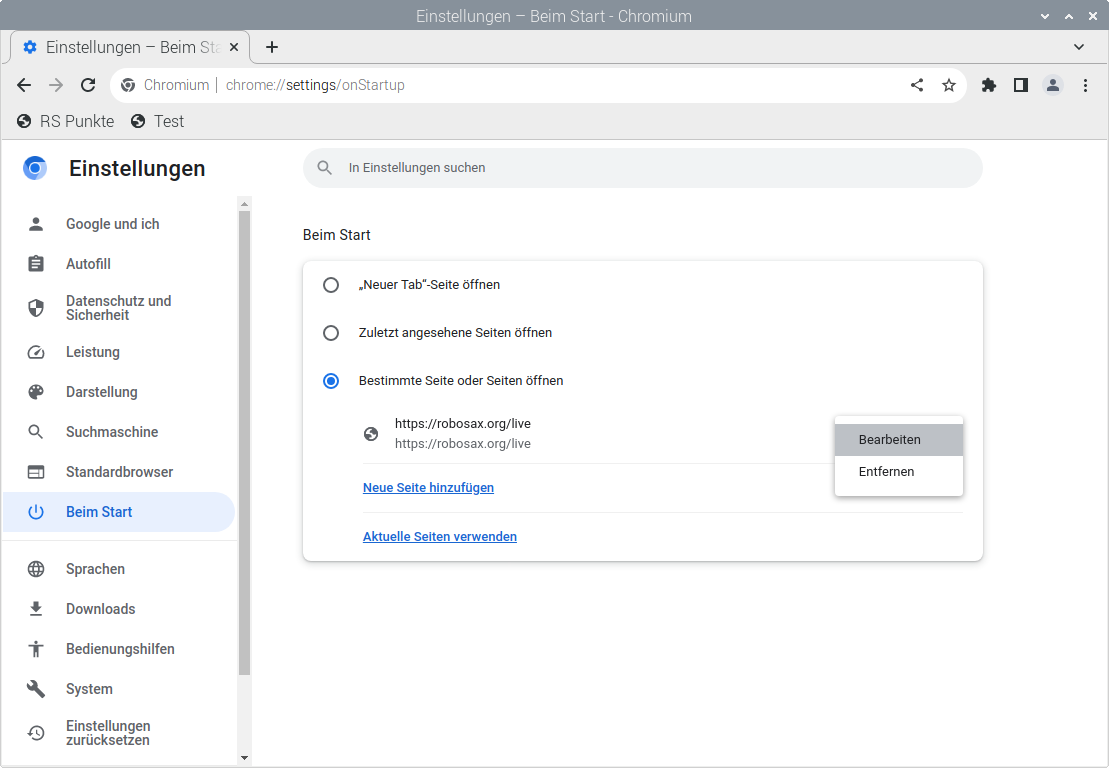 Einstellungen – Beim Start - Chromium
Einstellungen – Beim Sta
Chromium | chrome://settings/onStartup
RS Punkte Test
Einstellungen
In Einstellungen suchen
Google und ich
Autofill
Datenschutz und
Sicherheit
Leistung
Darstellung
Suchmaschine
Standardbrowser
Beim Start
Sprachen
Downloads
Bedienungshilfen
System
Einstellungen
zurücksetzen
Beim Start
„Neuer Tab“-Seite öffnen
Zuletzt angesehene Seiten öffnen
Bestimmte Seite oder Seiten öffnen
https://robosax.org/live
https://robosax.org/live
Bearbeiten
Entfernen
Neue Seite hinzufügen
Aktuelle Seiten verwenden